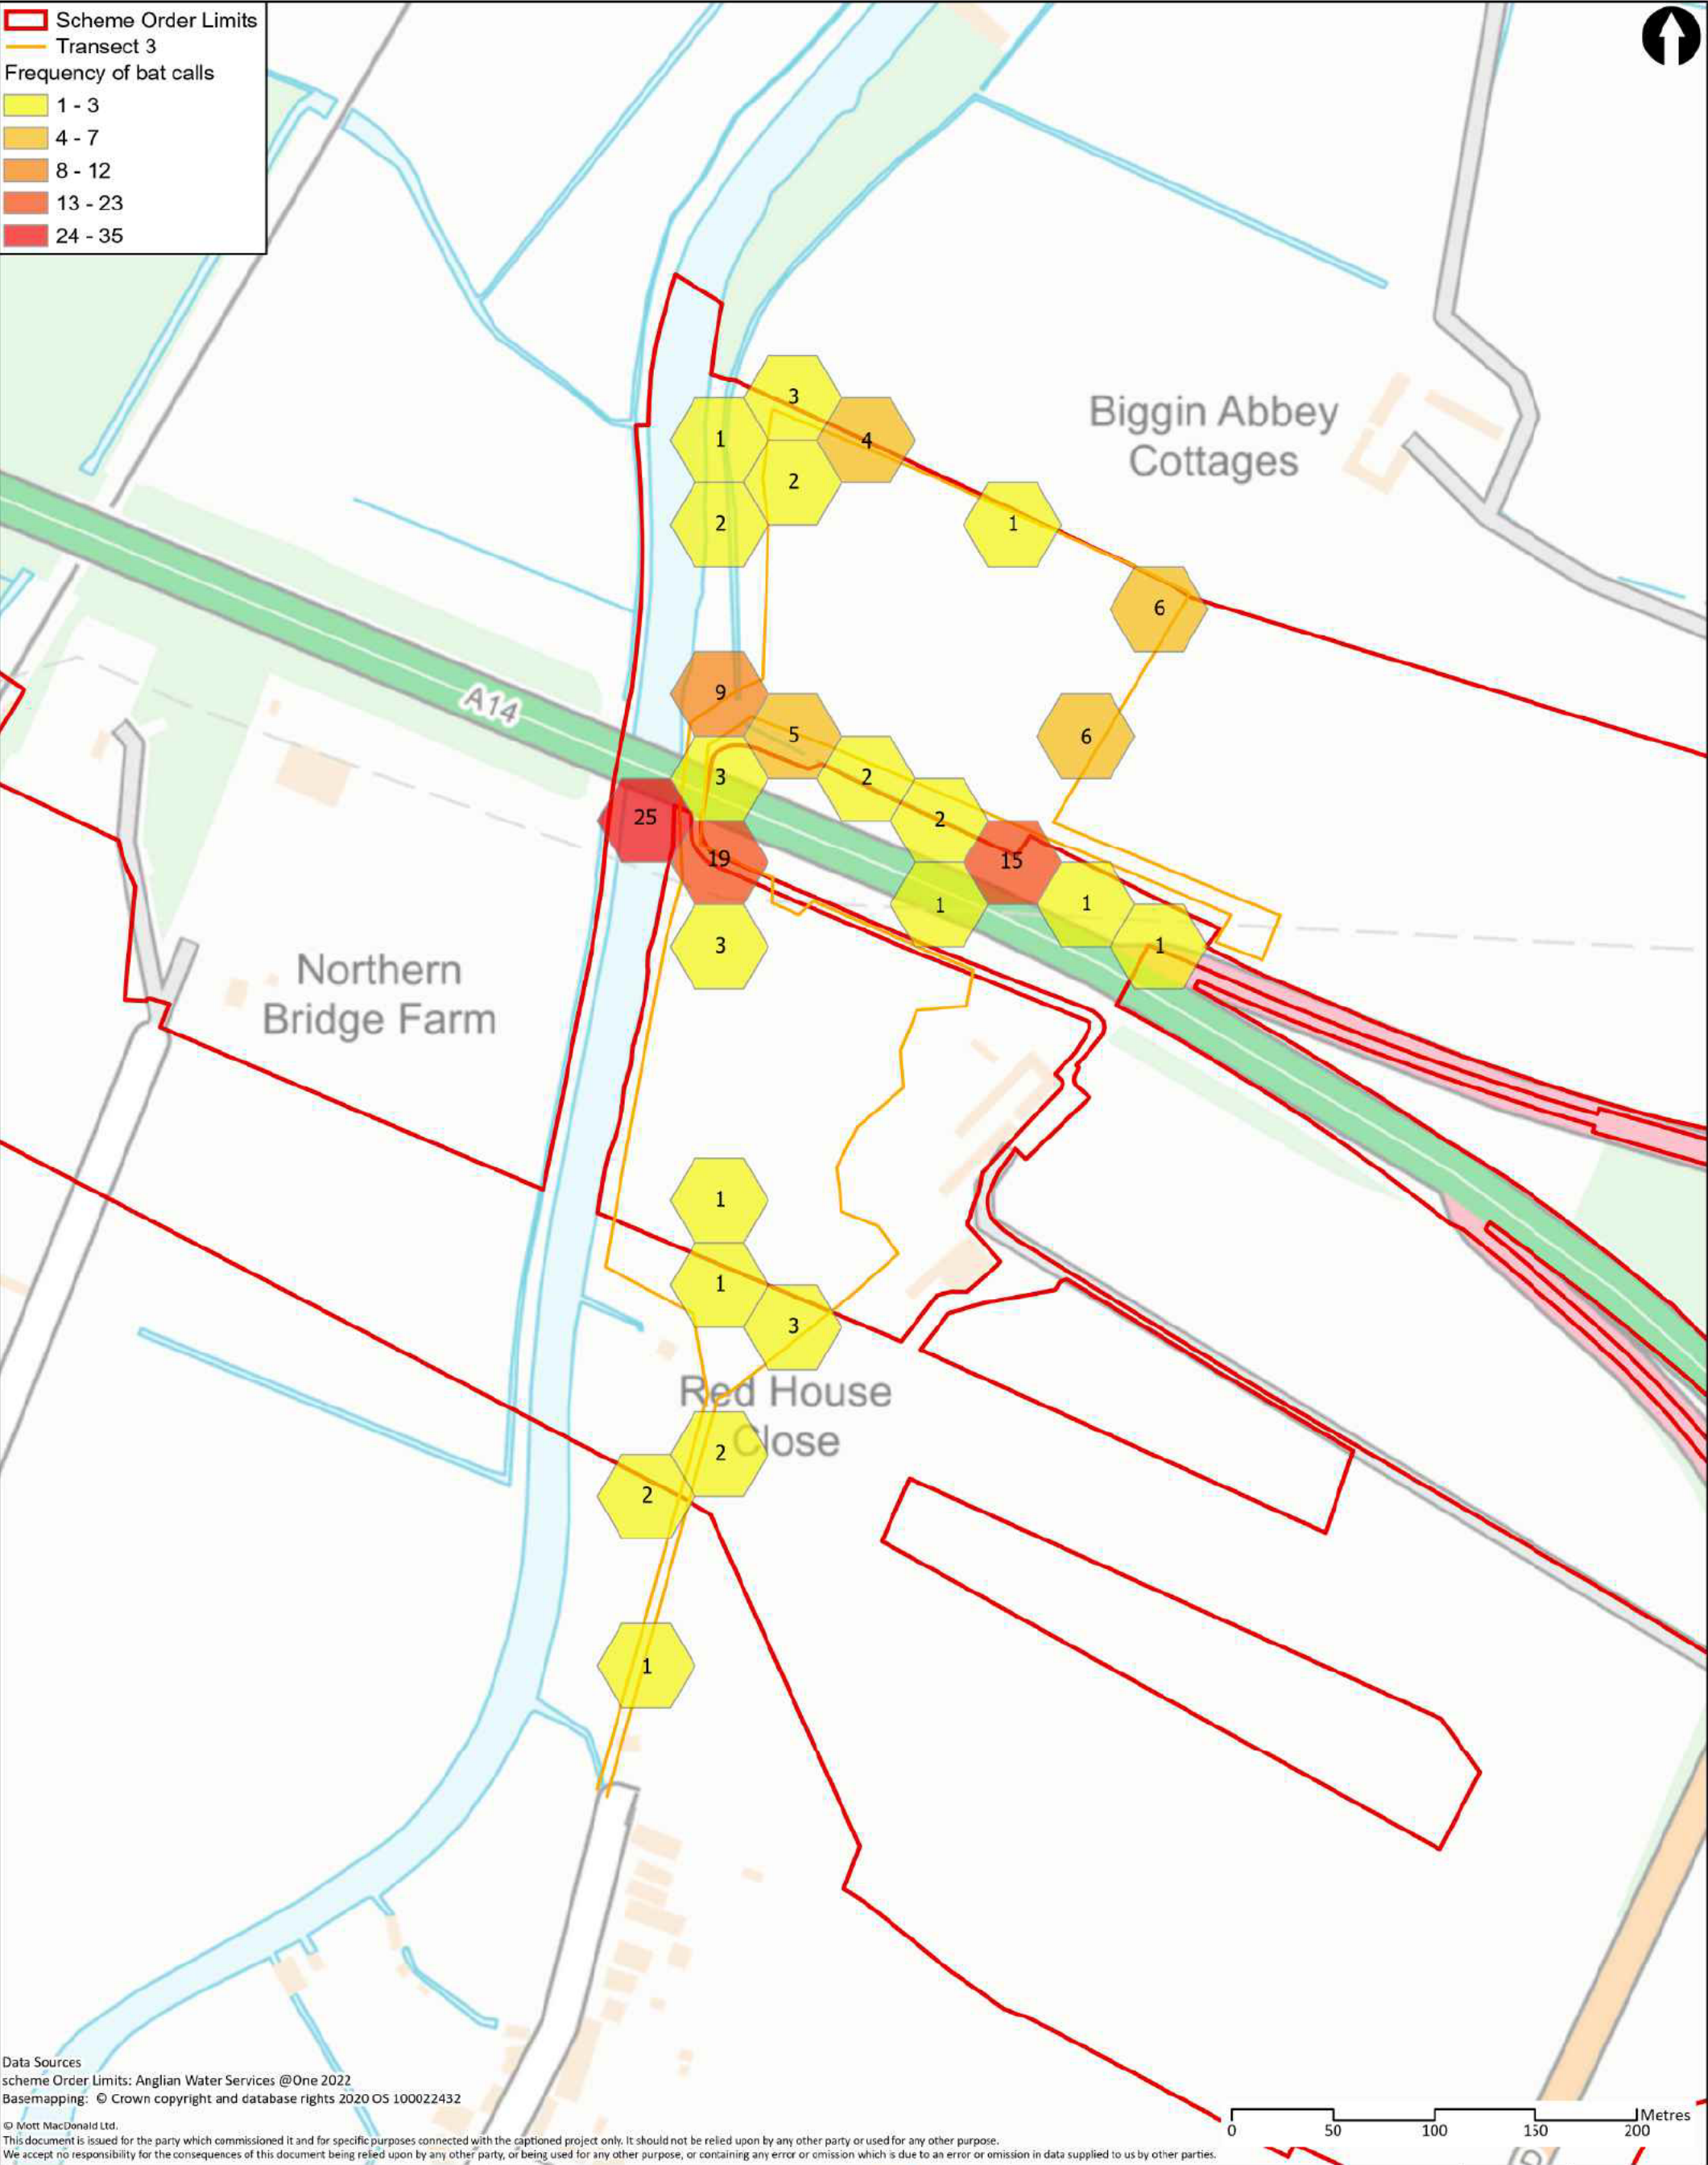 Scheme Order Limits
Transect 3
Frequency of bat calls
1 - 3
4 - 7
8 - 12
13 - 23
24 - 35
3
1
4
2
2
1
Biggin Abbey
Cottages
6
9
A14
5
6
3
2
25
2
19
15
1
1
3
1
Northern
Bridge Farm
1
1
3
Red House
Close
2
2
1
Data Sources
scheme Order Limits: Anglian Water Services @One 2022
Basemapping: © Crown copyright and database rights 2020 OS 100022432
© Mott MacDonald Ltd.
This document is issued for the party which commissioned it and for specific purposes connected with the captioned project only. It should not be relied upon by any other party or used for any other purpose.
We accept no responsibility for the consequences of this document being relied upon by any other party, or being used for any other purpose, or containing any error or omission which is due to an error or omission in data supplied to us by other parties.
Metres
0 50 100 150 200